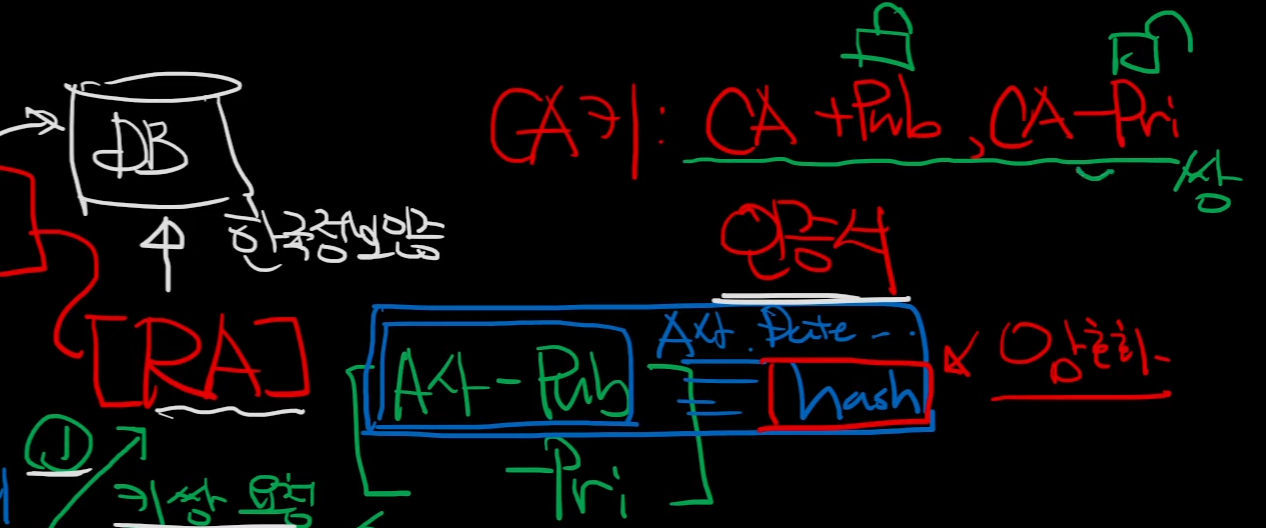 CA키: CA+Pub, CA-Pri
쌍
DB
한국정보인증
인증서
[RA]
A사. Date ...
A사-Pub
hash
암호화
-Pri
①
키쌍 요청